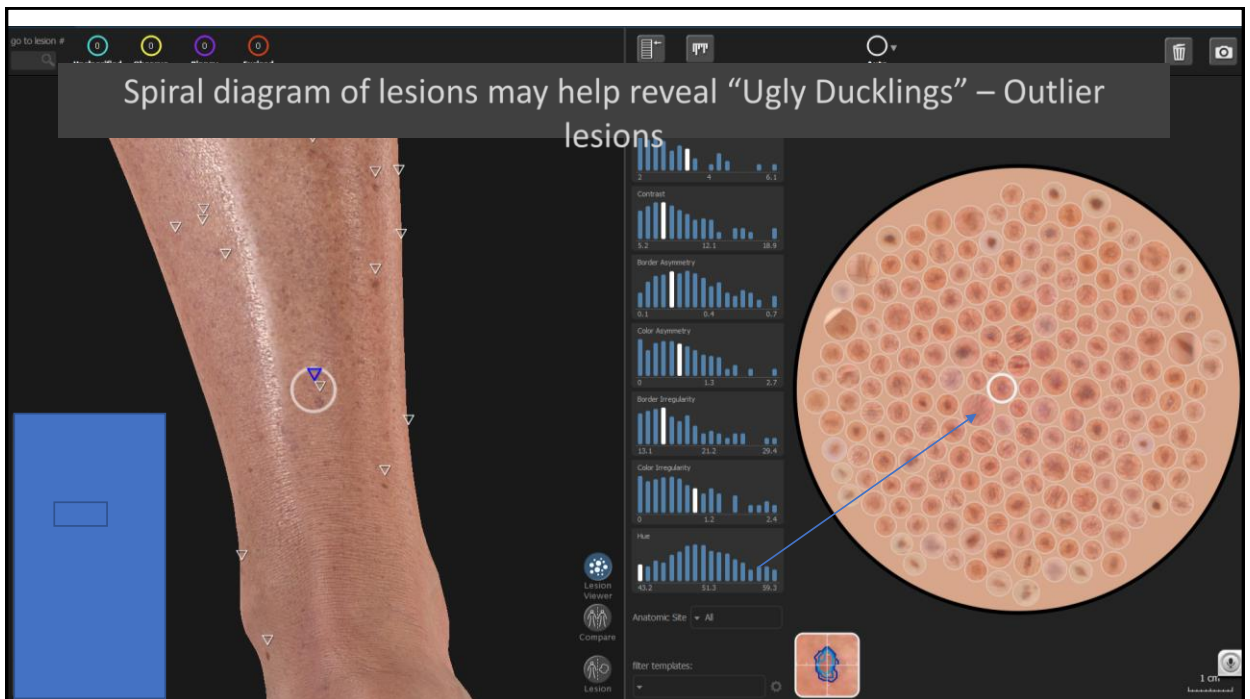 go to lesion #
0
0
0
0
Spiral diagram of lesions may help reveal “Ugly Ducklings” – Outlier
lesions
2 4 6.1
Contrast
5.2 12.1 18.9
Border Asymmetry
0.1 0.4 0.7
Color Asymmetry
0 1.3 2.7
Border Irregularity
13.1 21.2 29.4
Color Irregularity
0 1.2 2.4
Hue
43.2 51.3 59.3
Lesion
Viewer
Compare
Lesion
Anatomic Site All
filter templates:
1 cm